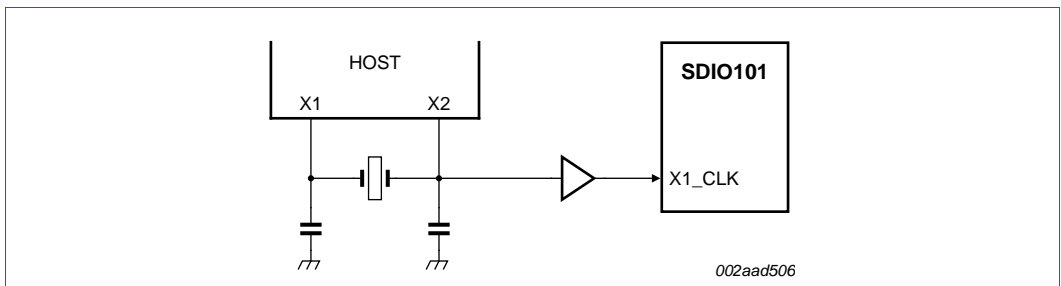 HOST
SDIO101
X1
X2
X1_CLK
002aad506